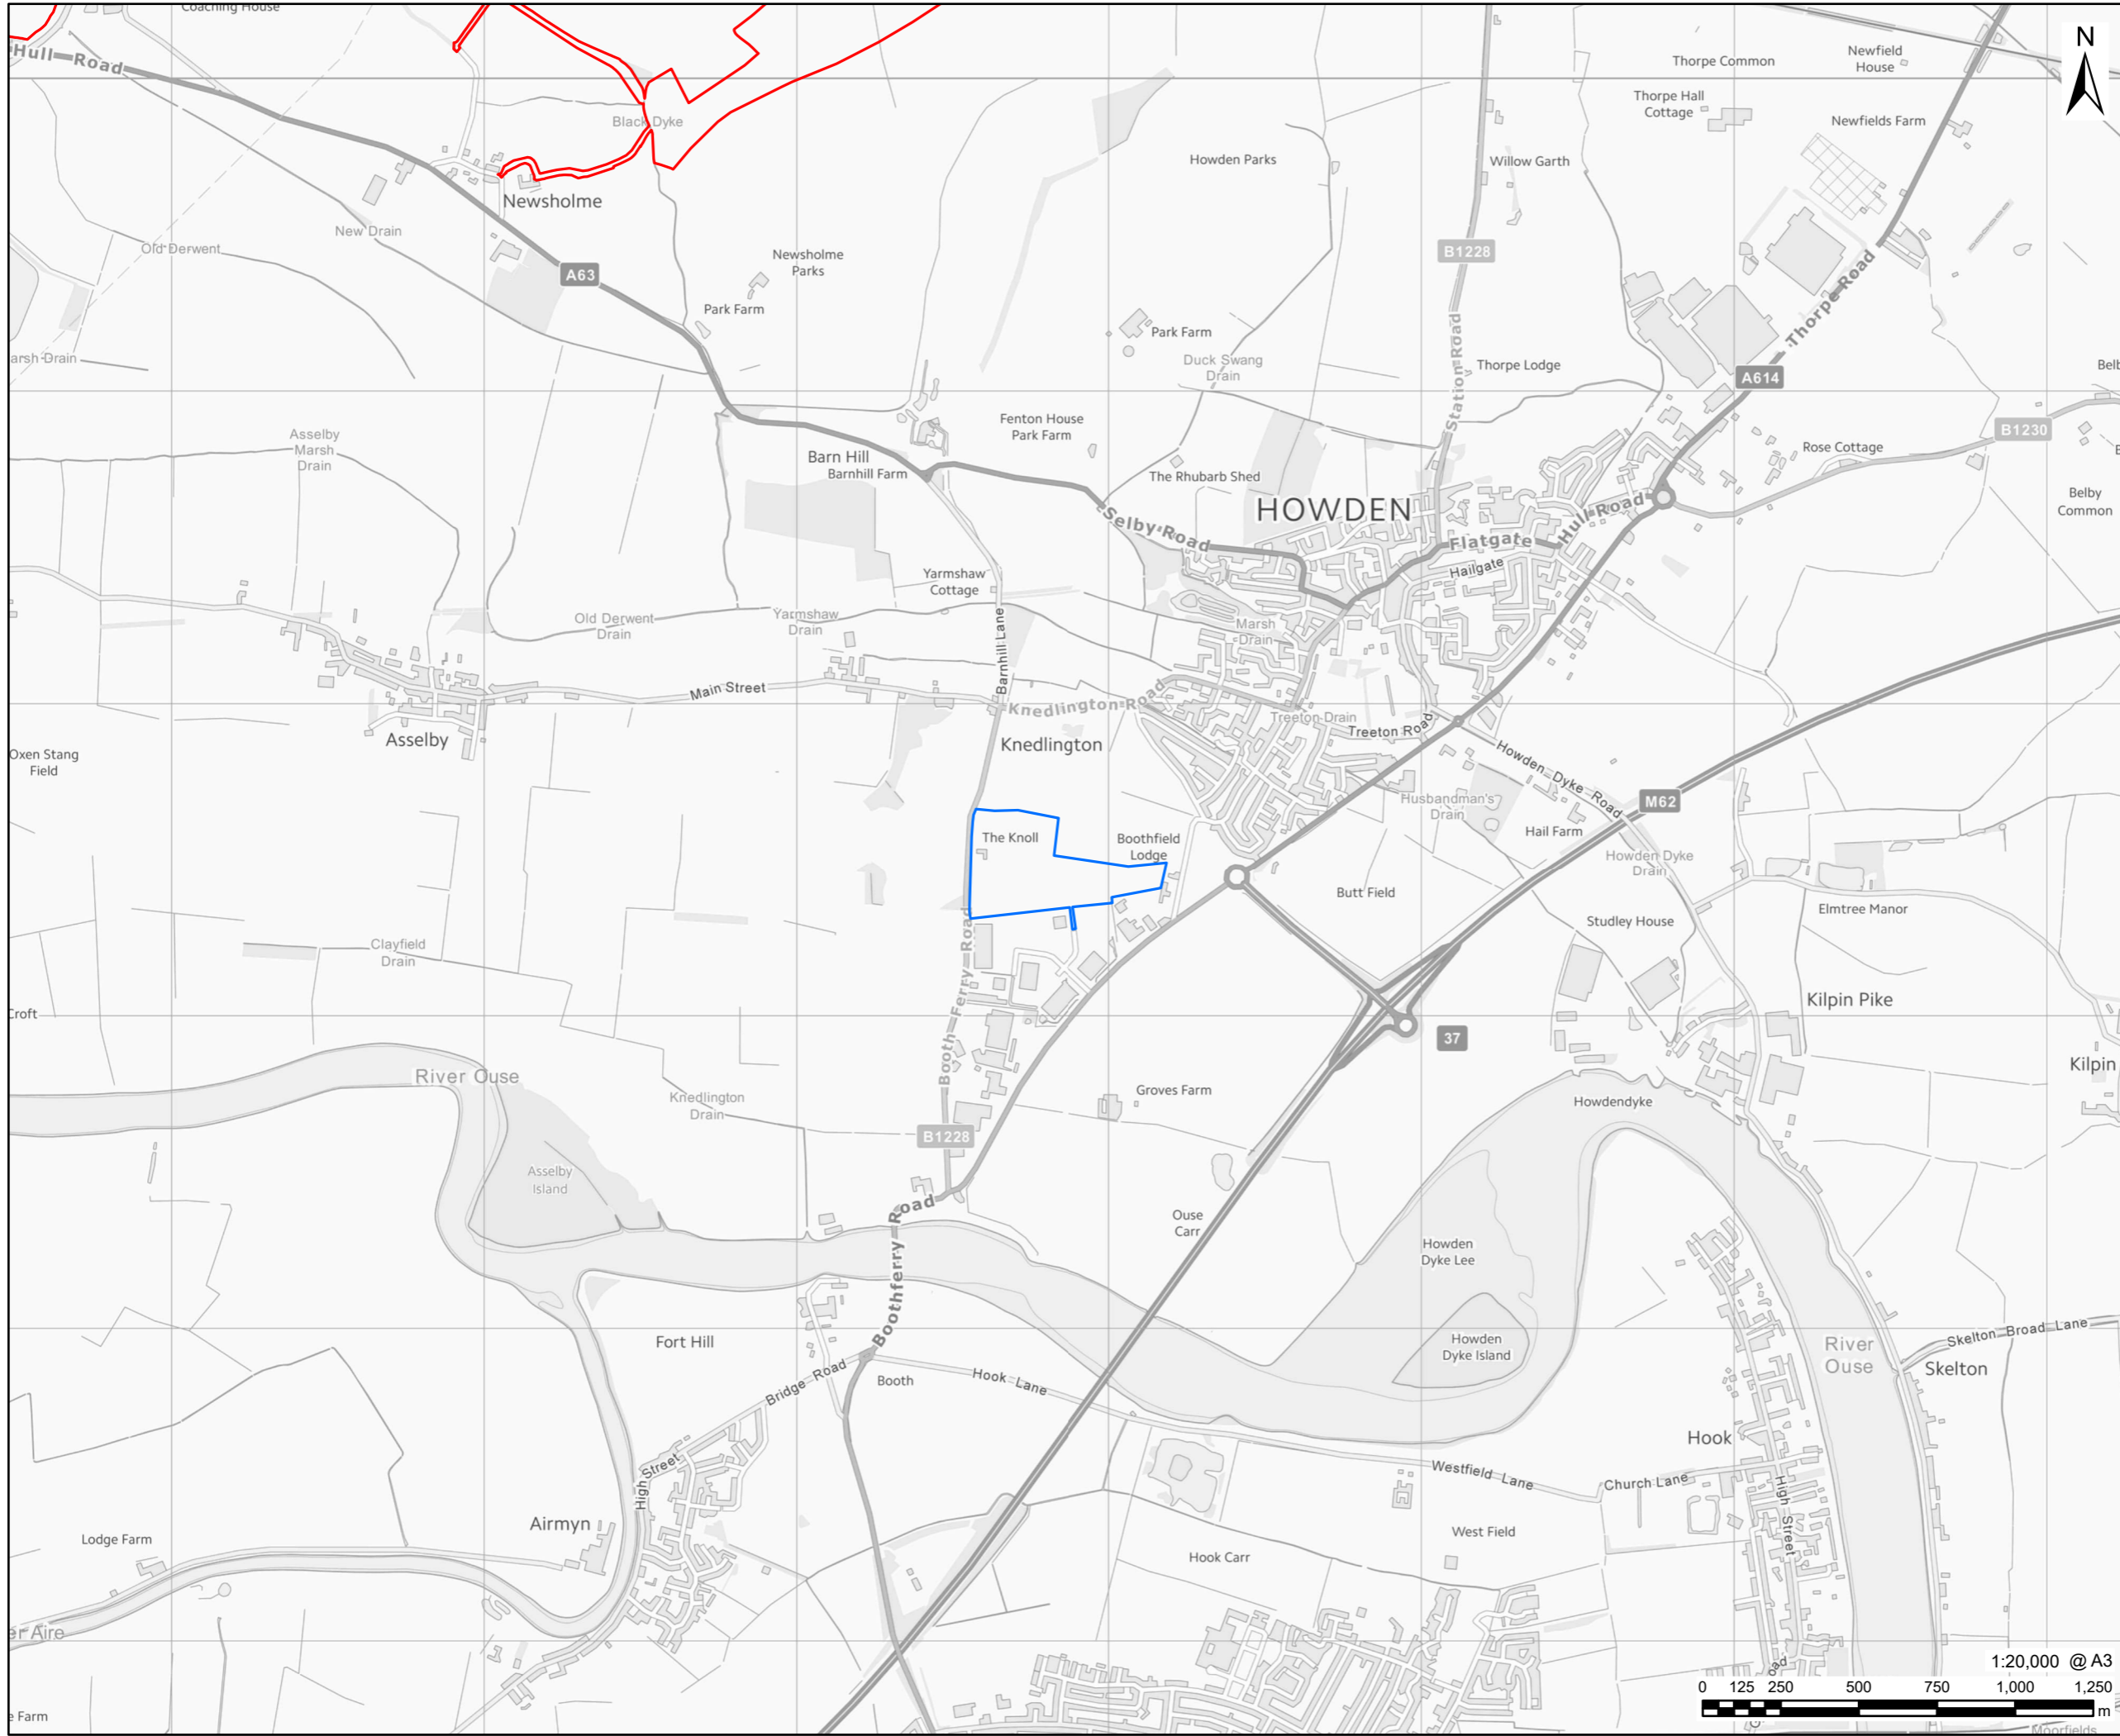 Coaching House
Hull Road
Thorpe Common
Newfield
House
N
Thorpe Hall
Cottage
Newfields Farm
Black Dyke
Howden Parks
Willow Garth
Newsholme
New Drain
Old Derwent
B1228
Newsholme
Parks
A63
Park Farm
Park Farm
Thorpe Road
Station Road
arsh Drain
Duck Swang
Drain
Thorpe Lodge
Belb
A614
Asselby
Marsh
Drain
Fenton House
Park Farm
B1230
Barn Hill
Barnhill Farm
Rose Cottage
The Rhubarb Shed
HOWDEN
Belby
Common
Selby Road
Hull Road
Flatgate
Hailgate
Yarmshaw
Cottage
Old Derwent
Drain
Yarmshaw
Drain
Marsh
Drain
Barnhill Lane
Main Street
Knedlington Road
Treeton Drain
Treeton Road
Asselby
Knedlington
Oxen Stang
Field
Howden Dyke Road
M62
Husbandman's
Drain
Hail Farm
The Knoll
Boothfield
Lodge
Howden Dyke
Drain
Butt Field
Elmtree Manor
Studley House
Clayfield
Drain
Booth Ferry Road
Kilpin Pike
Croft
37
River Ouse
Kilpin
Knedlington
Drain
Groves Farm
Howdendyke
B1228
Asselby
Island
Boothferry Road
Ouse
Carr
Howden
Dyke Lee
Fort Hill
Howden
Dyke Island
River
Ouse
Skelton Broad Lane
Skelton
Bridge Road
Booth
Hook Lane
Hook
High Street
Westfield Lane
Church Lane
High Street
Airmyn
Lodge Farm
West Field
Hook Carr
er Aire
1:20,000 @ A3
0 125 250 500 750 1,000 1,250
m
e Farm
Moorfields